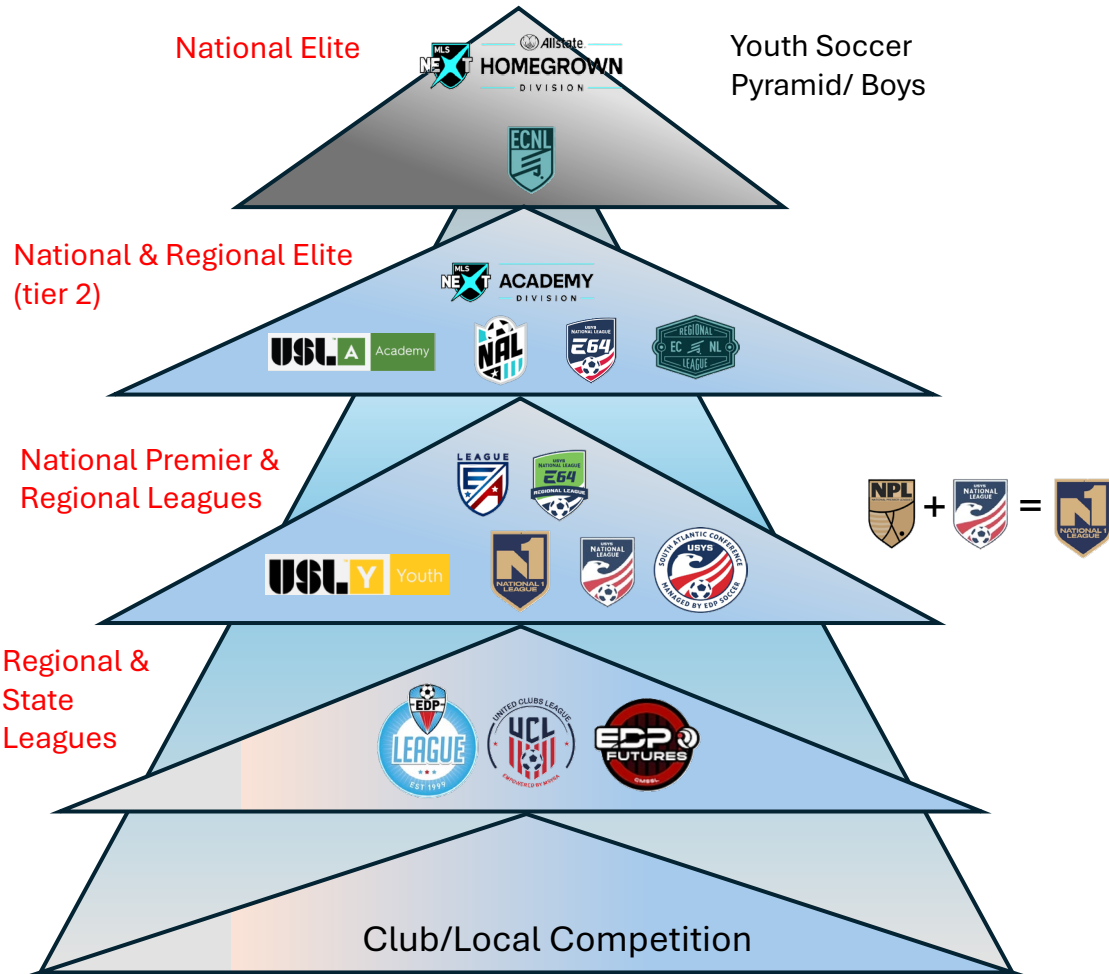 National Elite
Youth Soccer
Pyramid/ Boys
Allstate
MLS
NEXT
HOMEGROWN
DIVISION
ECNL
National & Regional Elite
(tier 2)
MLS
NEXT
ACADEMY
DIVISION
USL A Academy
NAL
USYS
NATIONAL LEAGUE
E64
REGIONAL
EC NL
LEAGUE
National Premier &
Regional Leagues
LEAGUE
EA
USYS
NATIONAL LEAGUE
E64
REGIONAL LEAGUE
USL Y Youth
N1
NATIONAL 1
LEAGUE
USYS
NATIONAL
LEAGUE
SOUTH ATLANTIC CONFERENCE
USYS
MANAGED BY EDP SOCCER
NPL
+
USYS
NATIONAL
LEAGUE
=
N1
NATIONAL 1
LEAGUE
Regional &
State
Leagues
EDP
LEAGUE
EST 1999
UNITED CLUBS LEAGUE
UCL
EDP
FUTURES
Club/Local Competition